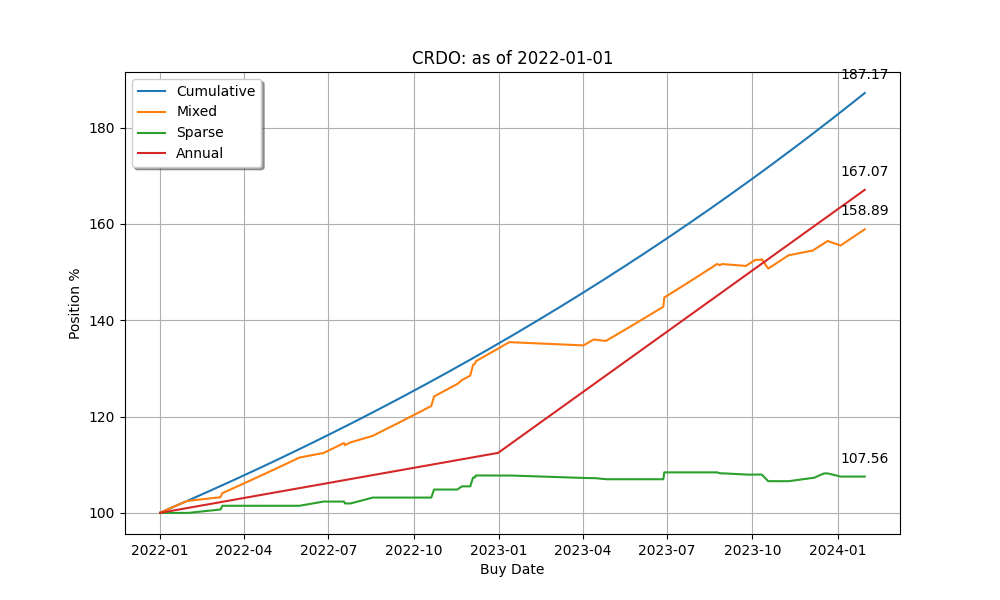 CRDO: as of 2022-01-01
187.17
Cumulative
Mixed
Sparse
Annual
180
167.07
160
158.89
Position %
140
120
107.56
100
2022-01 2022-04 2022-07 2022-10 2023-01 2023-04 2023-07 2023-10 2024-01
Buy Date